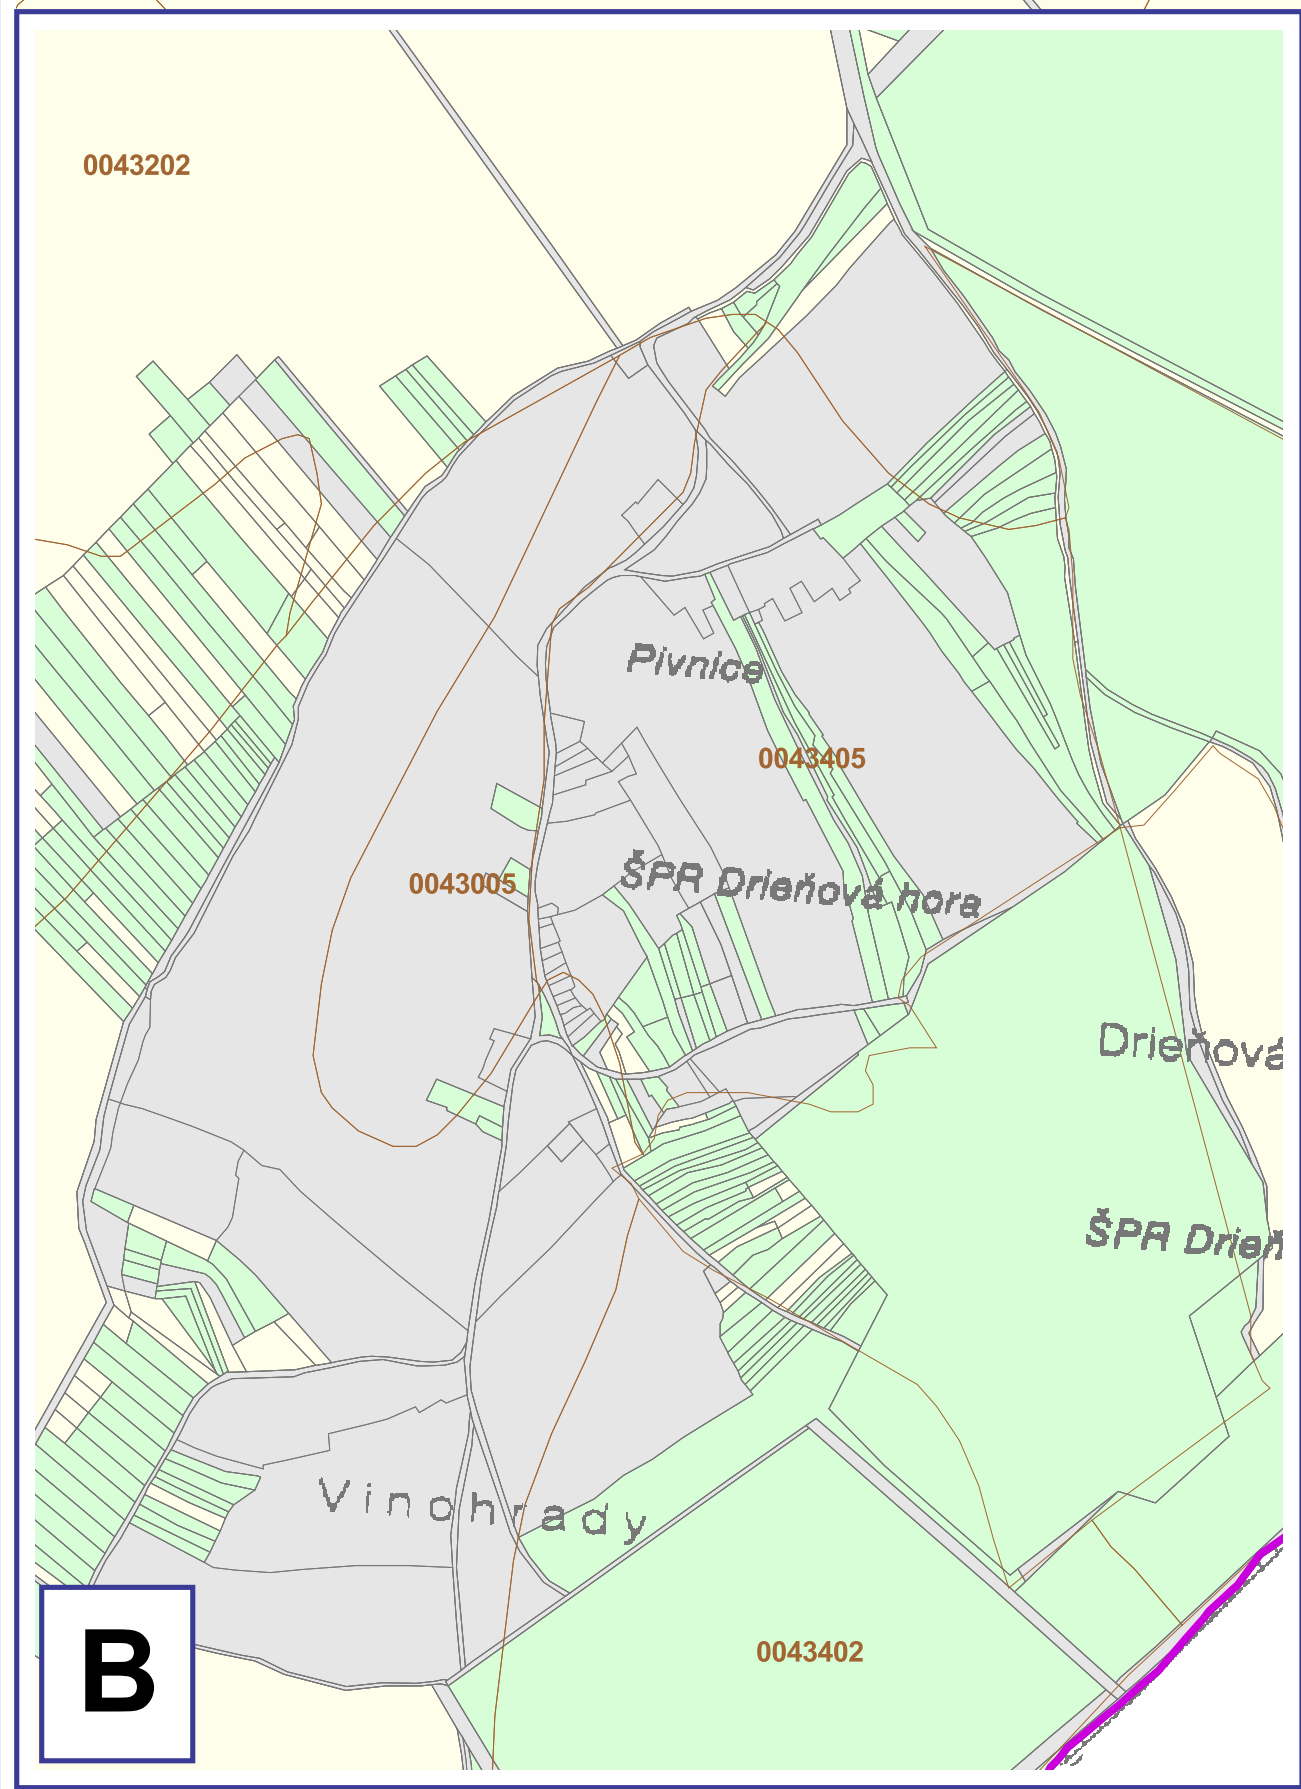 0043202
Pivnice
0043405
0043005
ŠPR Drieňová hora
Drieňová
ŠPR Drieň
Vinohrady
0043402
B